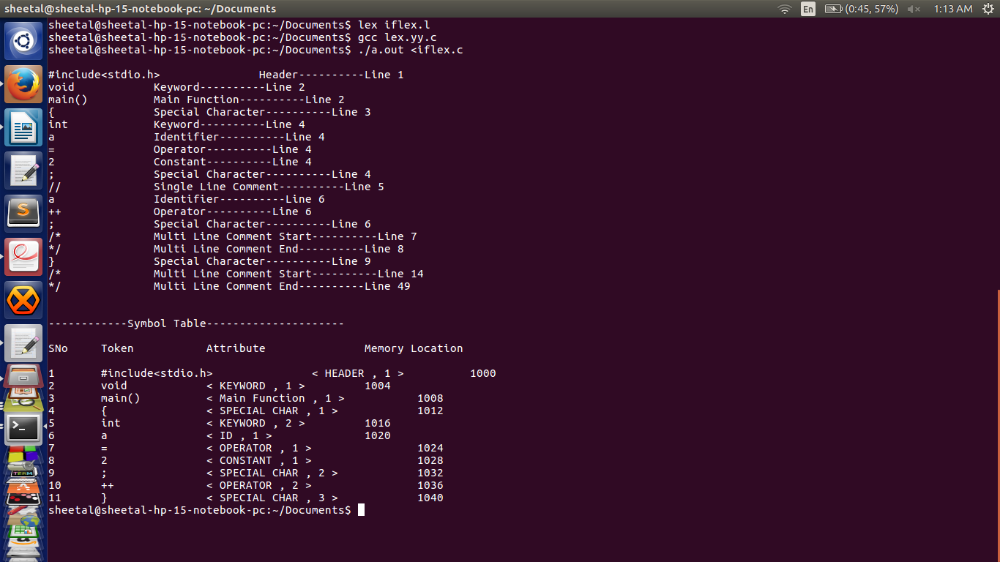 sheetal@sheetal-hp-15-notebook-pc: ~/Documents En (0:45, 57%) 1:13 AM
sheetal@sheetal-hp-15-notebook-pc:~/Documents$ lex iflex.l
sheetal@sheetal-hp-15-notebook-pc:~/Documents$ gcc lex.yy.c
sheetal@sheetal-hp-15-notebook-pc:~/Documents$ ./a.out <iflex.c
#include<stdio.h> Header----------Line 1
void Keyword----------Line 2
main() Main Function----------Line 2
{ Special Character----------Line 3
int Keyword----------Line 4
a Identifier----------Line 4
= Operator----------Line 4
2 Constant----------Line 4
; Special Character----------Line 4
// Single Line Comment----------Line 5
a Identifier----------Line 6
++ Operator----------Line 6
; Special Character----------Line 6
/* Multi Line Comment Start----------Line 7
*/ Multi Line Comment End----------Line 8
} Special Character----------Line 9
/* Multi Line Comment Start----------Line 14
*/ Multi Line Comment End----------Line 49
------------Symbol Table---------------------
SNo Token Attribute Memory Location
1 #include<stdio.h> < HEADER , 1 > 1000
2 void < KEYWORD , 1 > 1004
3 main() < Main Function , 1 > 1008
4 { < SPECIAL CHAR , 1 > 1012
5 int < KEYWORD , 2 > 1016
6 a < ID , 1 > 1020
7 = < OPERATOR , 1 > 1024
8 2 < CONSTANT , 1 > 1028
9 ; < SPECIAL CHAR , 2 > 1032
10 ++ < OPERATOR , 2 > 1036
11 } < SPECIAL CHAR , 3 > 1040
sheetal@sheetal-hp-15-notebook-pc:~/Documents$